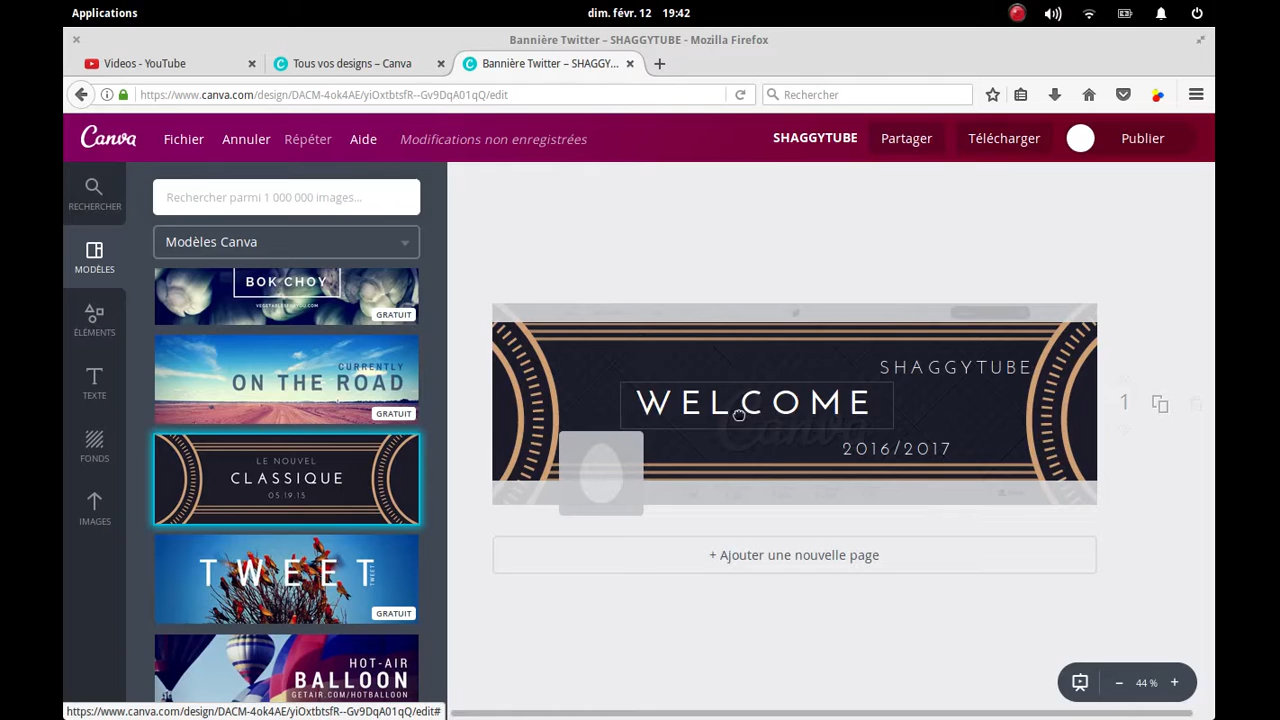 Applications
dim. févr. 12 19:42
Bannière Twitter – SHAGGYTUBE - Mozilla Firefox
Videos - YouTube
Tous vos designs – Canva
Bannière Twitter – SHAGGY...
https://www.canva.com/design/DACM-4ok4AE/yiOxtbtsfR--Gv9DqA01qQ/edit
Rechercher
Canva
Fichier
Annuler
Répéter
Aide
Modifications non enregistrées
SHAGGYTUBE
Partager
Télécharger
Publier
RECHERCHER
MODÈLES
ÉLÉMENTS
TEXTE
FONDS
IMAGES
Rechercher parmi 1 000 000 images...
Modèles Canva
BOK CHOY
GRATUIT
CURRENTLY
ON THE ROAD
GRATUIT
LE NOUVEL
CLASSIQUE
05.19.15
TWEET
TWEET
GRATUIT
HOT-AIR
BALLOON
GETAIR.COM/HOTBALLOON
SHAGGYTUBE
WELCOME
Canva
2016/2017
1
+ Ajouter une nouvelle page
44 %
https://www.canva.com/design/DACM-4ok4AE/yiOxtbtsfR--Gv9DqA01qQ/edit#